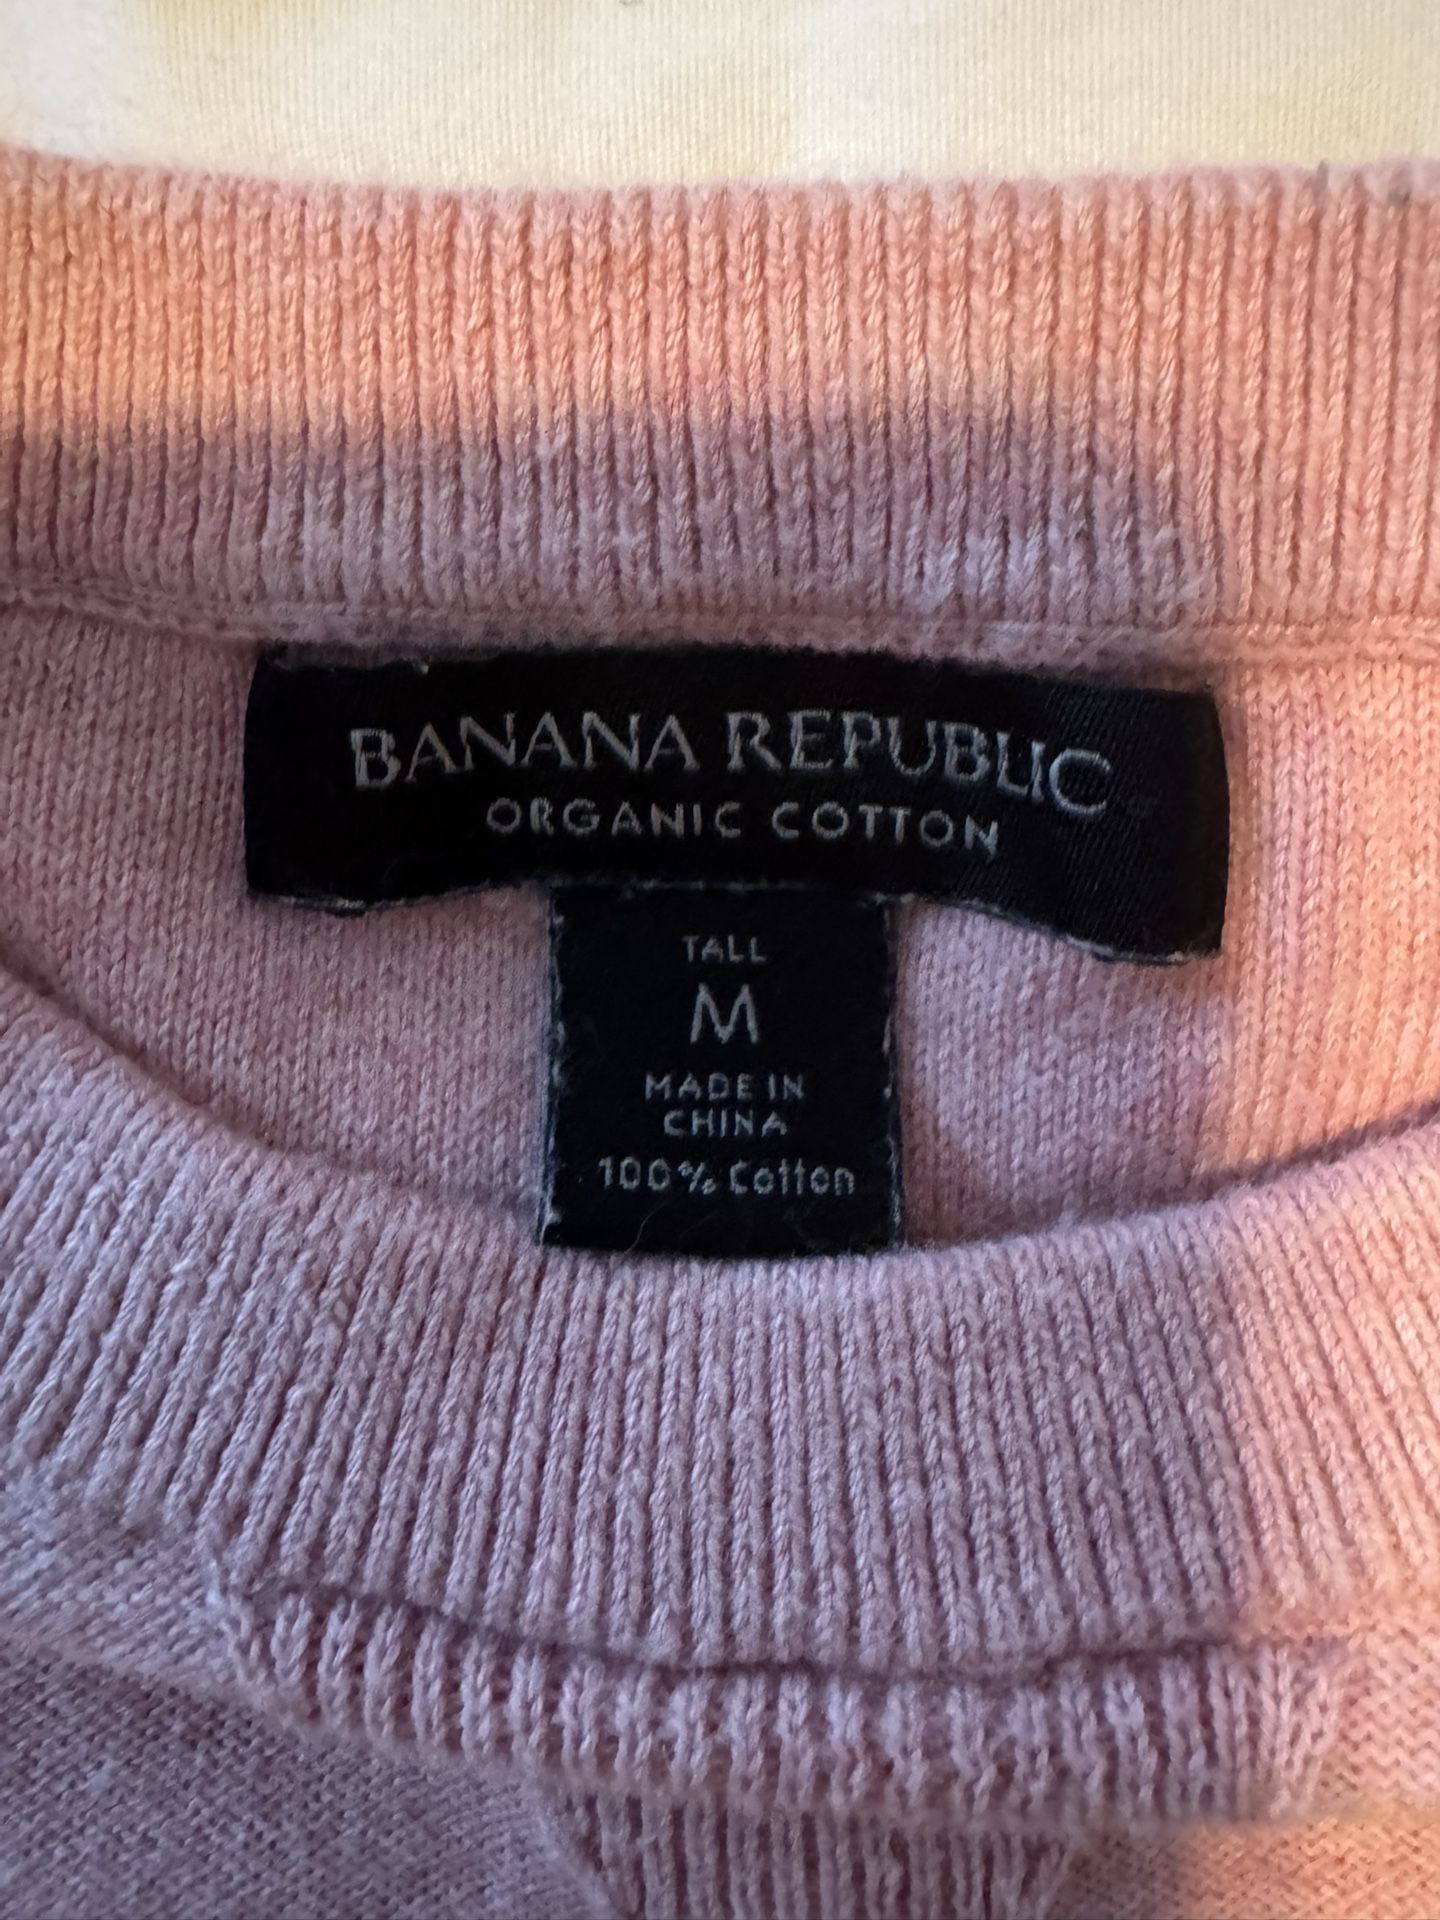 BANANA REPUBLIC
ORGANIC COTTON
TALL
M
MADE IN
CHINA
100% Cotton